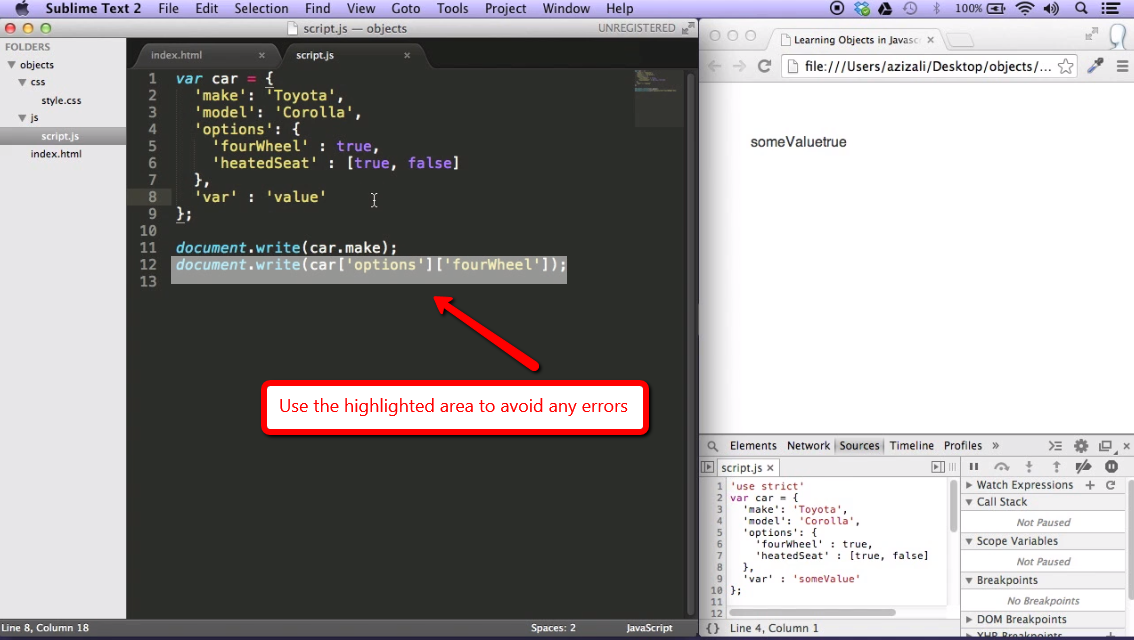 Sublime Text 2 File Edit Selection Find View Goto Tools Project Window Help 100%
script.js — objects UNREGISTERED
FOLDERS
objects
css
style.css
js
script.js
index.html
index.html × script.js ×
1 var car = {
2 'make': 'Toyota',
3 'model': 'Corolla',
4 'options': {
5 'fourWheel' : true,
6 'heatedSeat' : [true, false]
7 },
8 'var' : 'value'
9 };
10
11 document.write(car.make);
12 document.write(car['options']['fourWheel']);
13
Use the highlighted area to avoid any errors
Line 8, Column 18 Spaces: 2 JavaScript
Learning Objects in Javasc ×
file:///Users/azizali/Desktop/objects/...
someValuetrue
Elements Network Sources Timeline Profiles » ×
script.js ×
1 'use strict'
2 var car = {
3 'make': 'Toyota',
4 'model': 'Corolla',
5 'options': {
6 'fourWheel' : true,
7 'heatedSeat' : [true, false]
8 },
9 'var' : 'someValue'
10 };
11
12
{} Line 4, Column 1
Watch Expressions
Call Stack
Not Paused
Scope Variables
Not Paused
Breakpoints
No Breakpoints
DOM Breakpoints
XHR Breakpoints